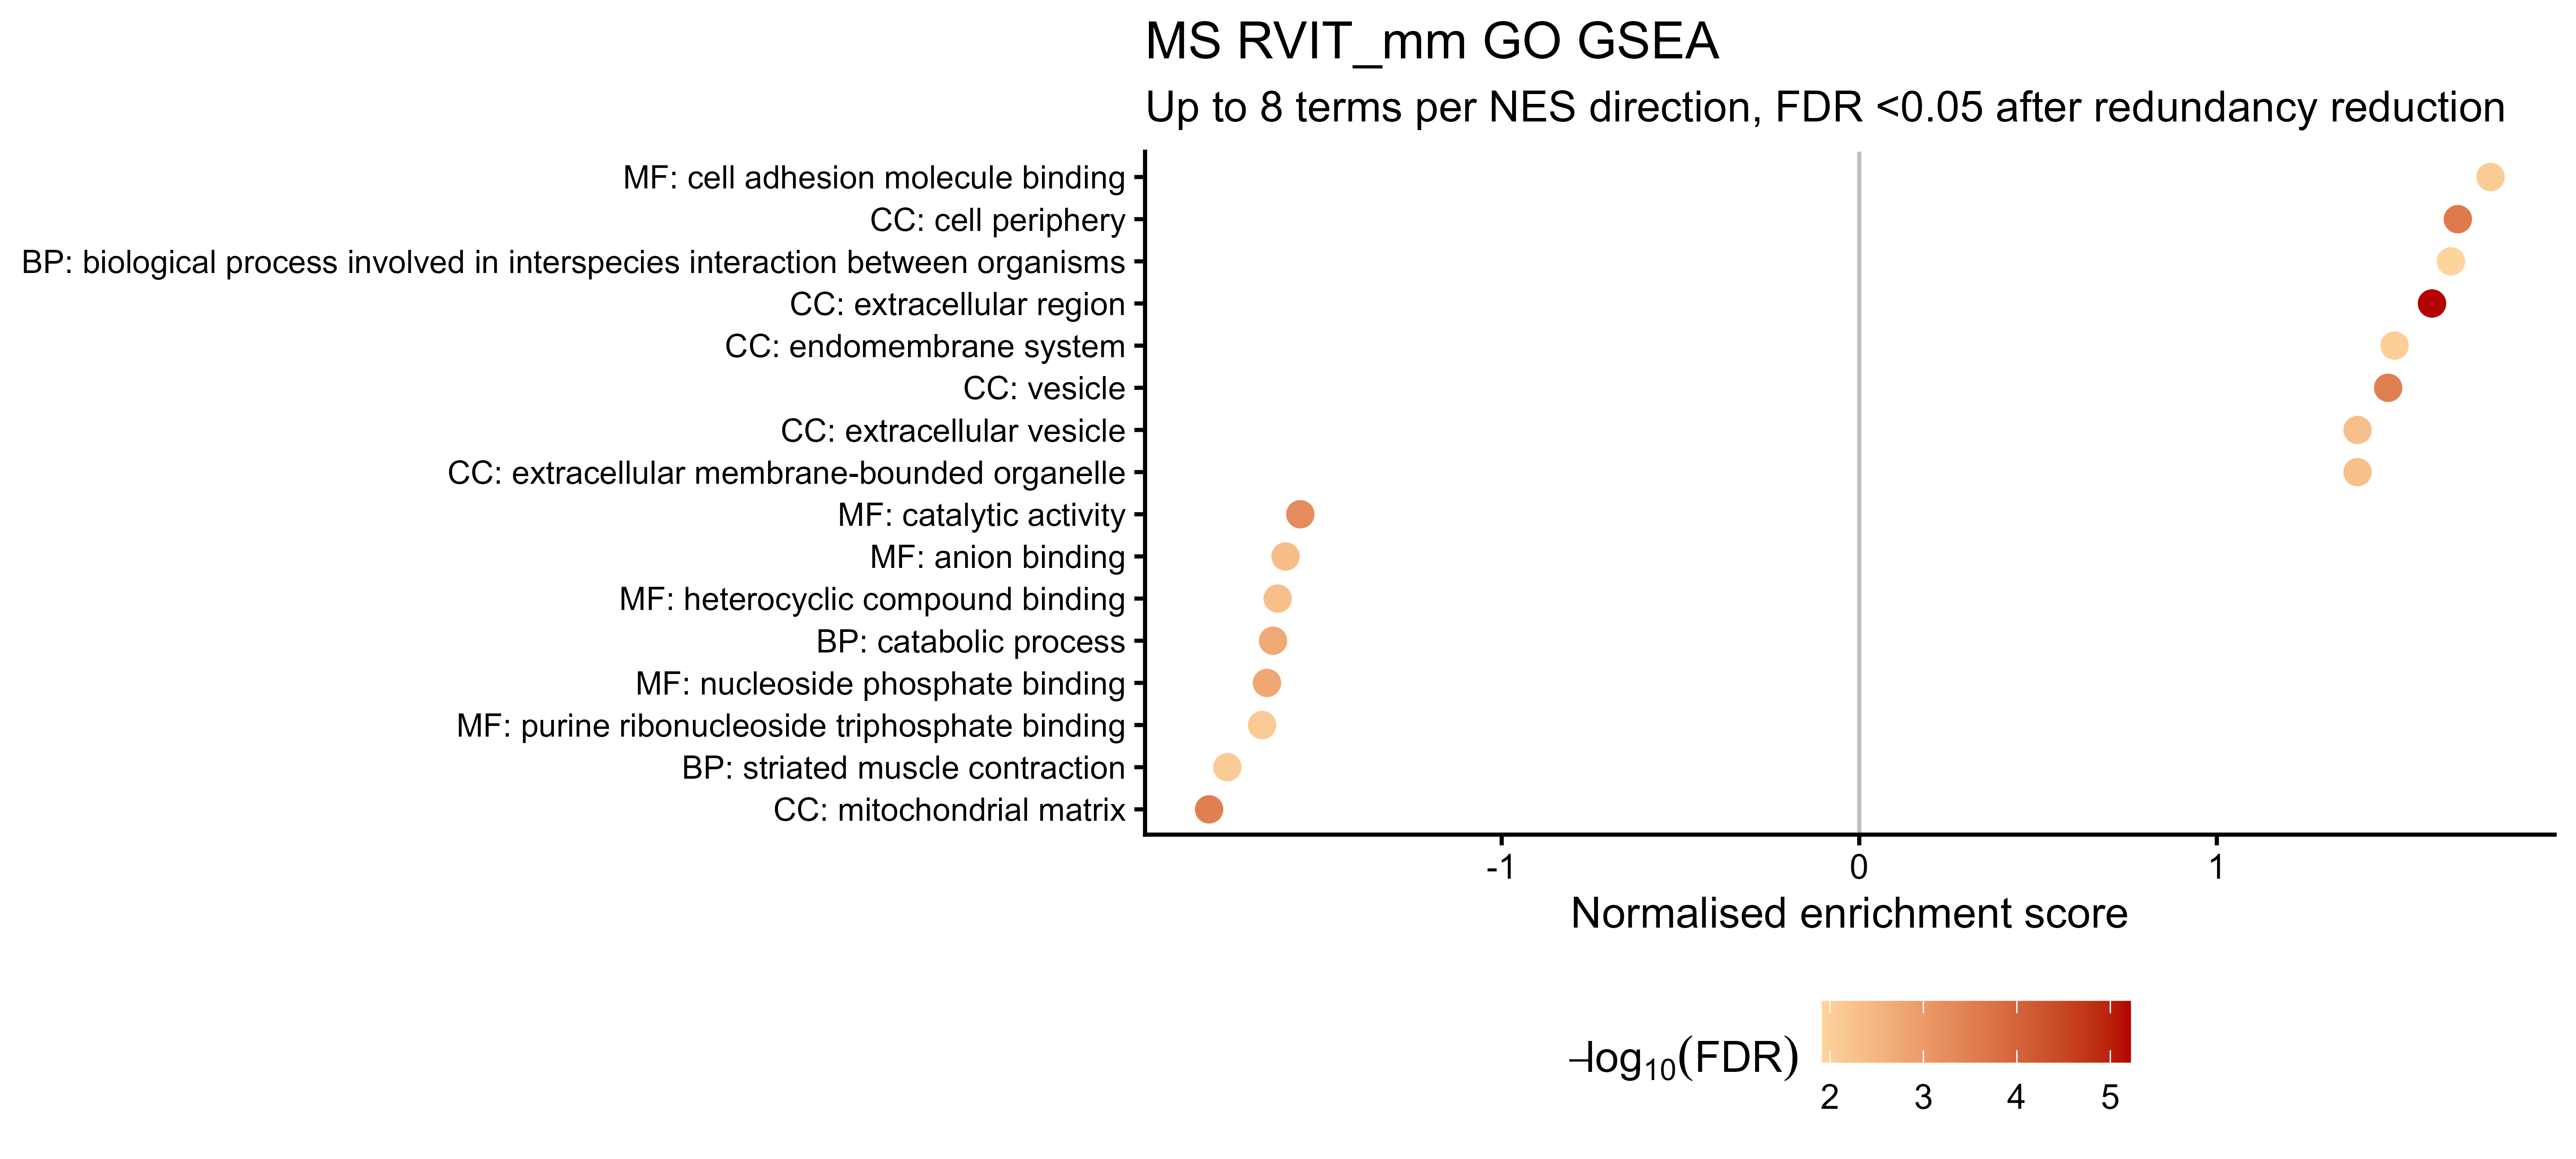 MS RVIT_mm GO GSEA
Up to 8 terms per NES direction, FDR <0.05 after redundancy reduction
MF: cell adhesion molecule binding
CC: cell periphery
BP: biological process involved in interspecies interaction between organisms
CC: extracellular region
CC: endomembrane system
CC: vesicle
CC: extracellular vesicle
CC: extracellular membrane-bounded organelle
MF: catalytic activity
MF: anion binding
MF: heterocyclic compound binding
BP: catabolic process
MF: nucleoside phosphate binding
MF: purine ribonucleoside triphosphate binding
BP: striated muscle contraction
CC: mitochondrial matrix
-1 0 1
Normalised enrichment score
–log₁₀(FDR)
2 3 4 5